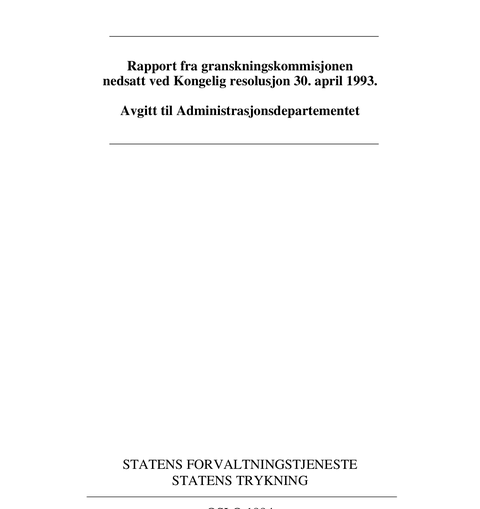 Rapport fra granskningskommisjonen
nedsatt ved Kongelig resolusjon 30. april 1993.
Avgitt til Administrasjonsdepartementet
STATENS FORVALTNINGSTJENESTE
STATENS TRYKNING